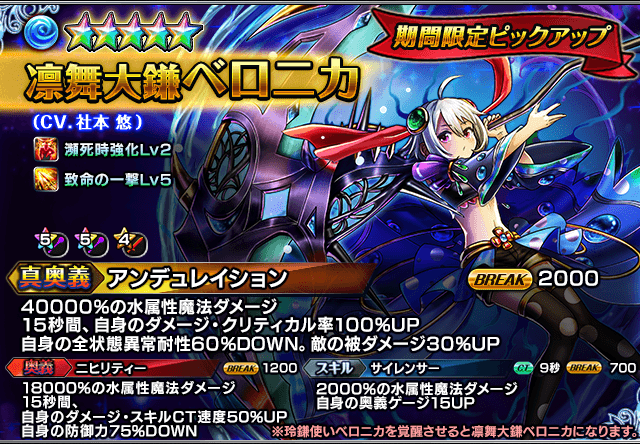 期間限定ピックアップ
凛舞大鎌ベロニカ
(CV.社本 悠)
瀕死時強化Lv2
致命の一撃Lv5
5 5 4
真奥義 アンデュレイション BREAK 2000
40000%の水属性魔法ダメージ
15秒間、自身のダメージ・クリティカル率100%UP
自身の全状態異常耐性60%DOWN。敵の被ダメージ30%UP
奥義 ニヒリティー BREAK 1200
18000%の水属性魔法ダメージ
15秒間、
自身のダメージ・スキルCT速度50%UP
自身の防御力75%DOWN
スキル サイレンサー CT 9秒 BREAK 700
2000%の水属性魔法ダメージ
自身の奥義ゲージ15UP
※玲鎌使いベロニカを覚醒させると凛舞大鎌ベロニカになります。